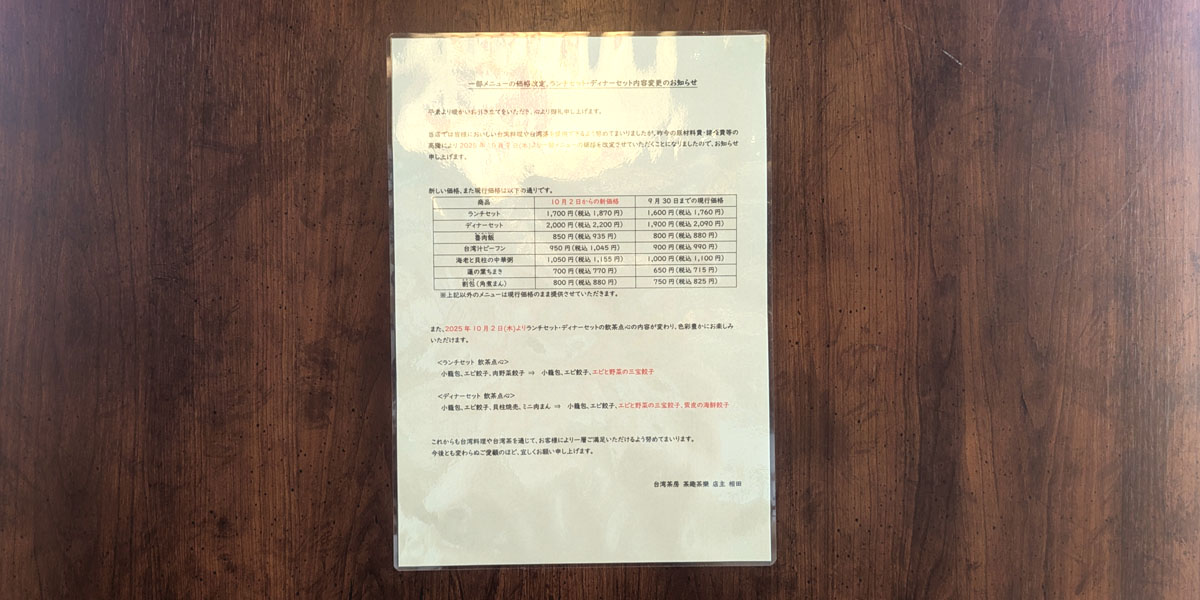 一部メニューの価格改定、ランチセット・ディナーセット内容変更のお知らせ
平素より暖かいお引き立てをいただき、心より御礼申し上げます。
当店では皆様においしい台湾料理や台湾茶を提供できるよう努めてまいりましたが、昨今の原材料費・諸経費等の
高騰により2025年10月2日(木)より一部メニューの価格を改定させていただくことになりましたので、お知らせ
申し上げます。
新しい価格、また現行価格は以下の通りです。
商品 10月2日からの新価格 9月30日までの現行価格
ランチセット 1,700円(税込1,870円) 1,600円(税込1,760円)
ディナーセット 2,000円(税込2,200円) 1,900円(税込2,090円)
魯肉飯 850円(税込935円) 800円(税込880円)
台湾汁ビーフン 950円(税込1,045円) 900円(税込990円)
海老と貝柱の中華粥 1,050円(税込1,155円) 1,000円(税込1,100円)
蓮の葉ちまき 700円(税込770円) 650円(税込715円)
割包(角煮まん) 800円(税込880円) 750円(税込825円)
※上記以外のメニューは現行価格のまま提供させていただきます。
また、2025年10月2日(木)よりランチセット・ディナーセットの飲茶点心の内容が変わり、色彩豊かにお楽しみ
いただけます。
<ランチセット 飲茶点心>
小籠包、エビ餃子、肉野菜餃子 ⇒ 小籠包、エビ餃子、エビと野菜の三宝餃子
<ディナーセット 飲茶点心>
小籠包、エビ餃子、貝柱焼売、ミニ肉まん ⇒ 小籠包、エビ餃子、エビと野菜の三宝餃子、黄皮の海鮮餃子
これからも台湾料理や台湾茶を通じて、お客様により一層ご満足いただけるよう努めてまいります。
今後とも変わらぬご愛顧のほど、宜しくお願い申し上げます。
台湾茶房 茶趣茶樂 店主 相田